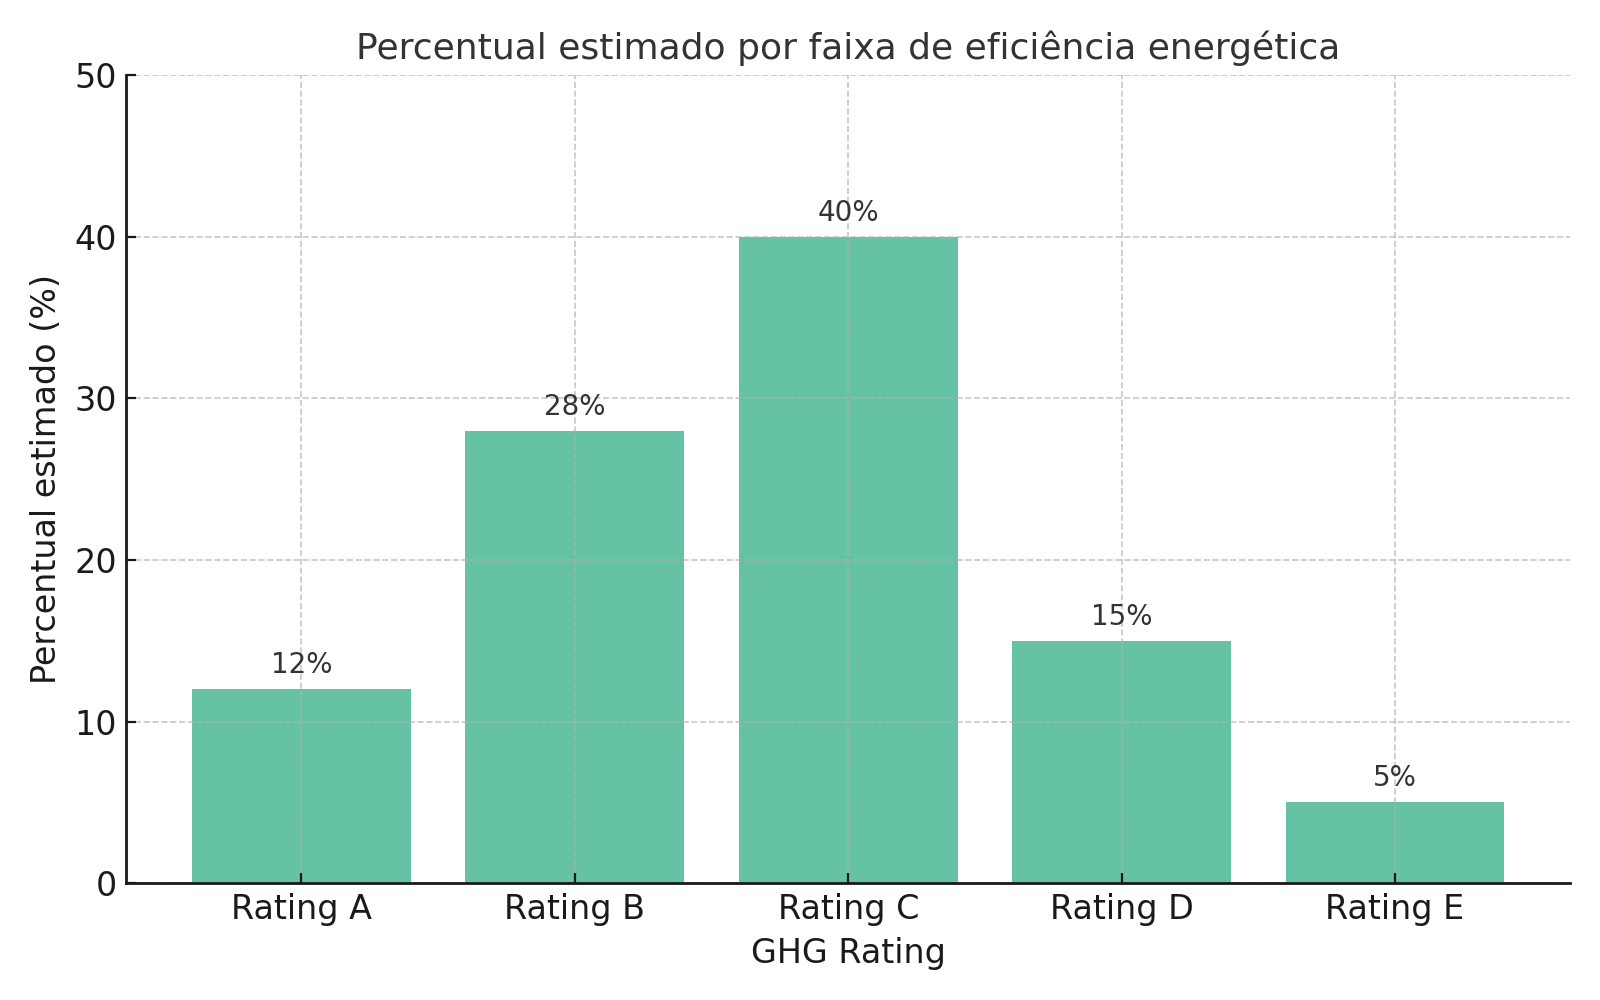 Percentual estimado por faixa de eficiência energética
Percentual estimado (%)
50
40
30
20
10
0
12%
28%
40%
15%
5%
Rating A
Rating B
Rating C
Rating D
Rating E
GHG Rating